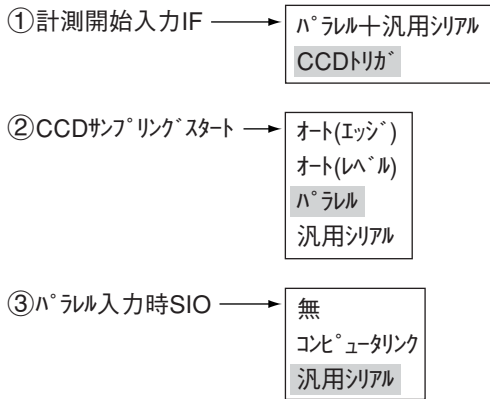 ①計測開始入力IF
ﾊﾟﾗﾚﾙ＋汎用ｼﾘｱﾙ
CCDﾄﾘｶﾞ
②CCDｻﾝﾌﾟﾘﾝｸﾞｽﾀｰﾄ
ｵｰﾄ(ｴｯｼﾞ)
ｵｰﾄ(ﾚﾍﾞﾙ)
ﾊﾟﾗﾚﾙ
汎用ｼﾘｱﾙ
③ﾊﾟﾗﾚﾙ入力時SIO
無
ｺﾝﾋﾟｭｰﾀﾘﾝｸ
汎用ｼﾘｱﾙ